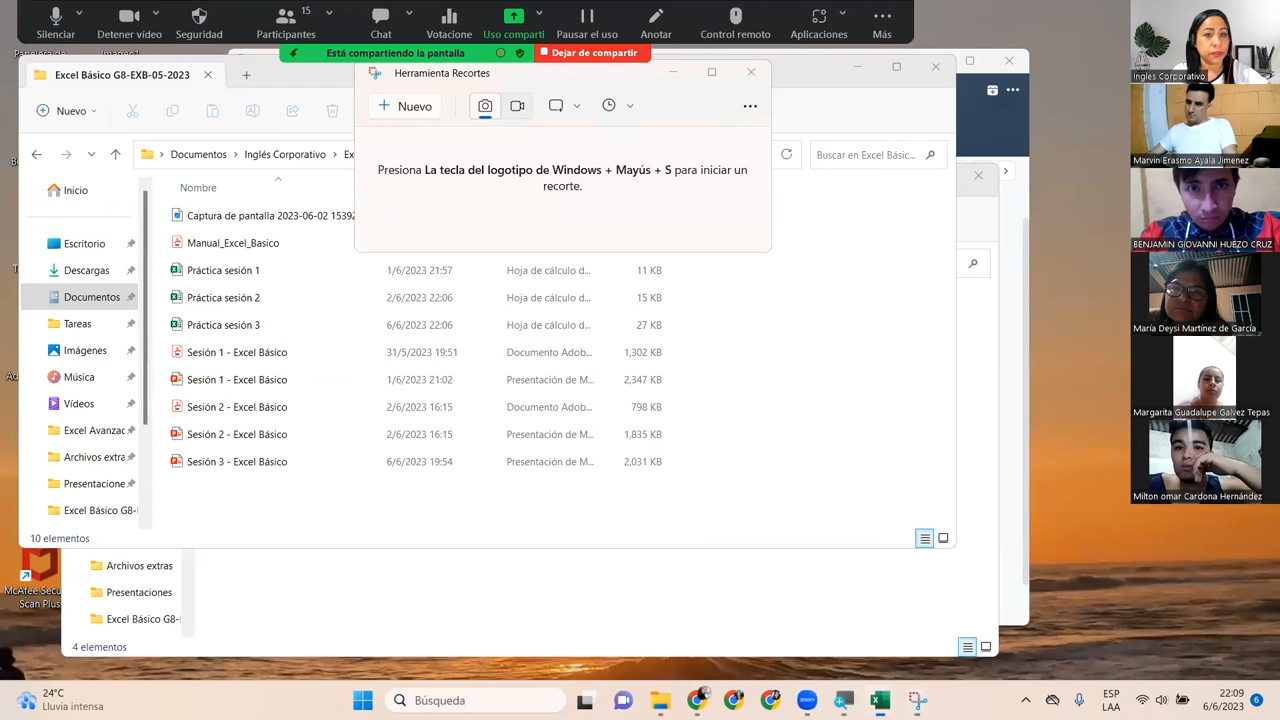 Silenciar
Detener vídeo
Seguridad
15
Participantes
Chat
Votacione
Uso comparti
Pausar el uso
Anotar
Control remoto
Aplicaciones
Más
Está compartiendo la pantalla
Dejar de compartir
Excel Básico G8-EXB-05-2023
Herramienta Recortes
Nuevo
Nuevo
Documentos
Inglés Corporativo
Buscar en Excel Básic...
Presiona La tecla del logotipo de Windows + Mayús + S para iniciar un
recorte.
Inicio
Escritorio
Descargas
Documentos
Tareas
Imágenes
Música
Vídeos
Excel Avanzac
Archivos extra
Presentacione
Excel Básico G8-I
Nombre
Captura de pantalla 2023-06-02 15392
Manual_Excel_Basico
Práctica sesión 1 1/6/2023 21:57 Hoja de cálculo d... 11 KB
Práctica sesión 2 2/6/2023 22:06 Hoja de cálculo d... 15 KB
Práctica sesión 3 6/6/2023 22:06 Hoja de cálculo d... 27 KB
Sesión 1 - Excel Básico 31/5/2023 19:51 Documento Adob... 1,302 KB
Sesión 1 - Excel Básico 1/6/2023 21:02 Presentación de M... 2,347 KB
Sesión 2 - Excel Básico 2/6/2023 16:15 Documento Adob... 798 KB
Sesión 2 - Excel Básico 2/6/2023 16:15 Presentación de M... 1,835 KB
Sesión 3 - Excel Básico 6/6/2023 19:54 Presentación de M... 2,031 KB
10 elementos
McAfee Secu
Scan Plus
Archivos extras
Presentaciones
Excel Básico G8-I
4 elementos
Ingles Corporativo
Marvin Erasmo Ayala Jimenez
BENJAMIN GIOVANNI HUEZO CRUZ
María Deysi Martínez de García
Margarita Guadalupe Gálvez Tepas
Milton omar Cardona Hernández
24°C
Lluvia intensa
Búsqueda
ESP
LAA
22:09
6/6/2023
6